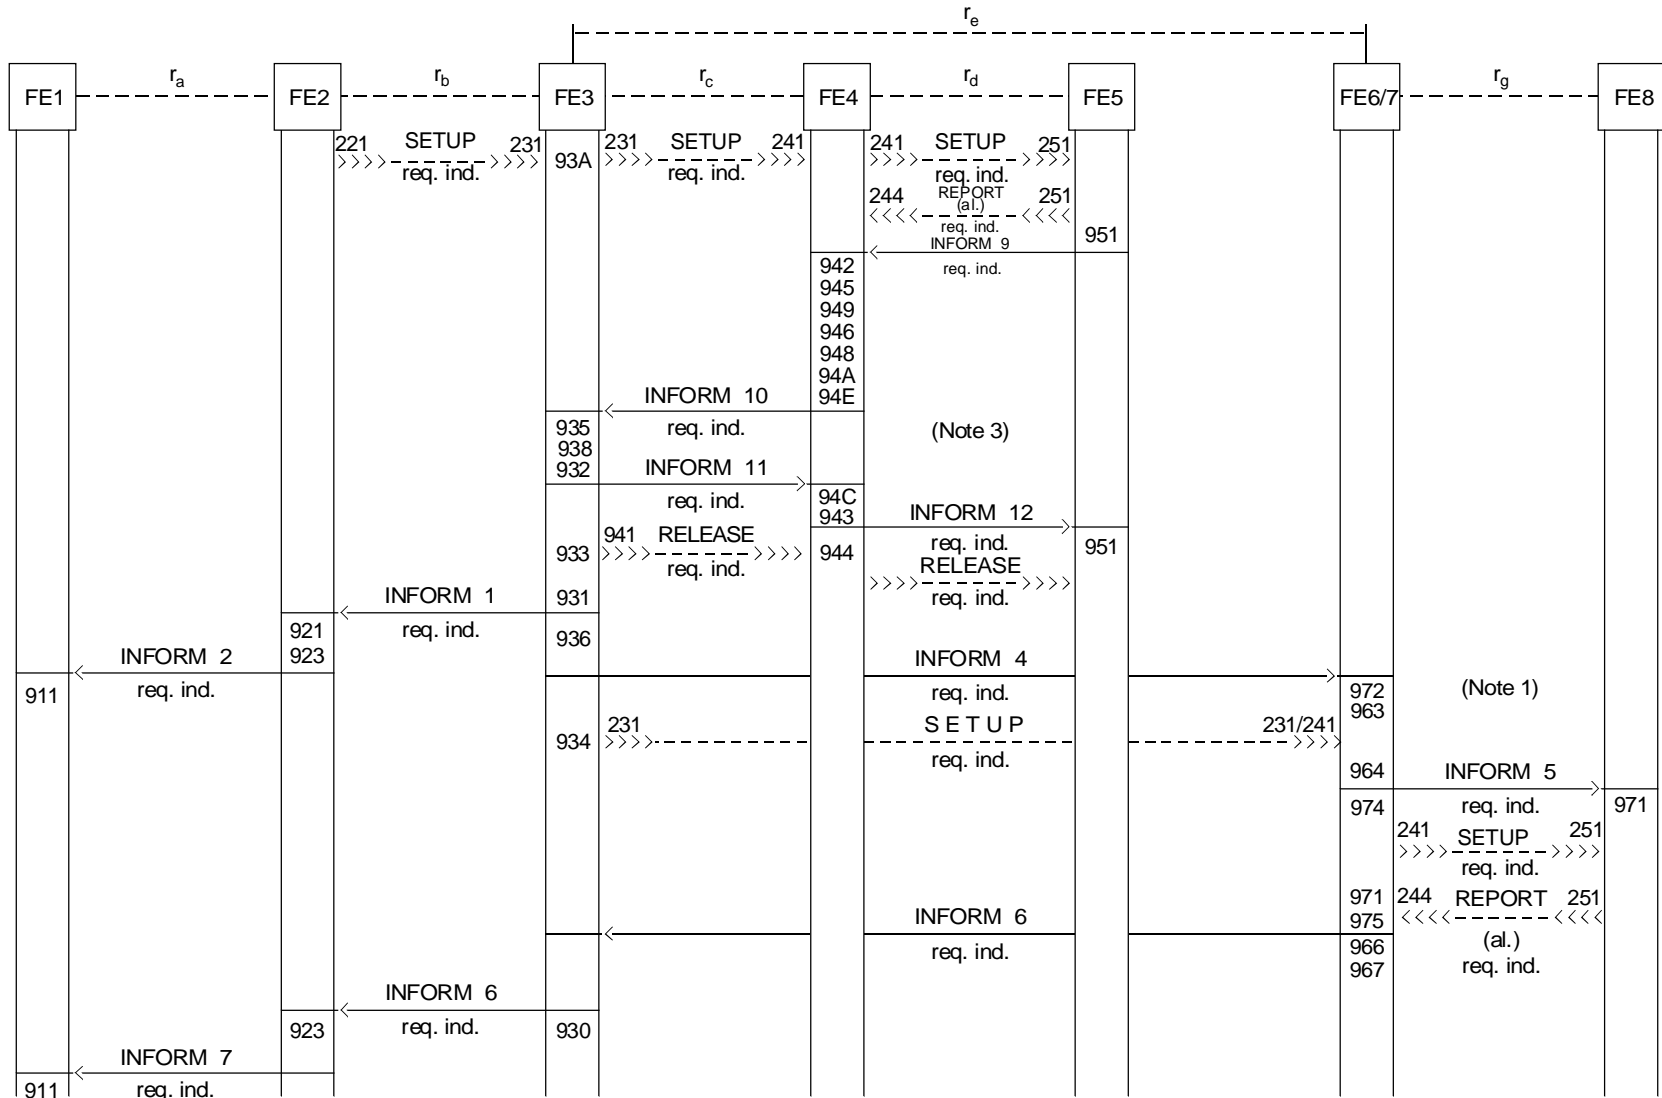 r_e
r_a r_b r_c r_d r_g
FE1 FE2 FE3 FE4 FE5 FE6/7 FE8
221 SETUP 231 93A 231 SETUP 241 241 SETUP 251
req. ind. req. ind. req. ind.
244 REPORT 251
(al.)
req. ind.
951
INFORM 9
req. ind.
942
945
949
946
948
94A
94E
INFORM 10
req. ind.
(Note 3)
935
938
932
INFORM 11
req. ind.
94C
943
INFORM 12
req. ind.
951
933 941 RELEASE 944
req. ind.
RELEASE
req. ind.
INFORM 1 931
req. ind.
921
923
936
INFORM 2
req. ind.
911
INFORM 4
req. ind.
972
963
(Note 1)
934 231 SETUP 231/241
req. ind.
964 INFORM 5
974 req. ind. 971
241 SETUP 251
req. ind.
971 244 REPORT 251
975
(al.)
req. ind.
INFORM 6
req. ind.
966
967
INFORM 6
923 req. ind. 930
INFORM 7
911 req. ind.